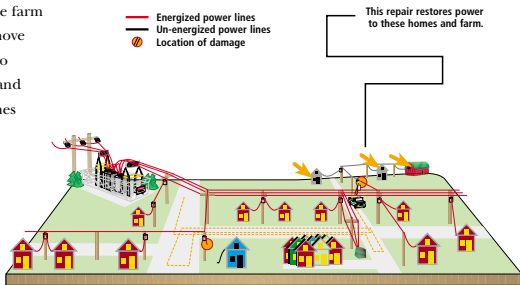 e farm
ove
o
and
nes
Energized power lines
Un-energized power lines
Location of damage
This repair restores power
to these homes and farm.